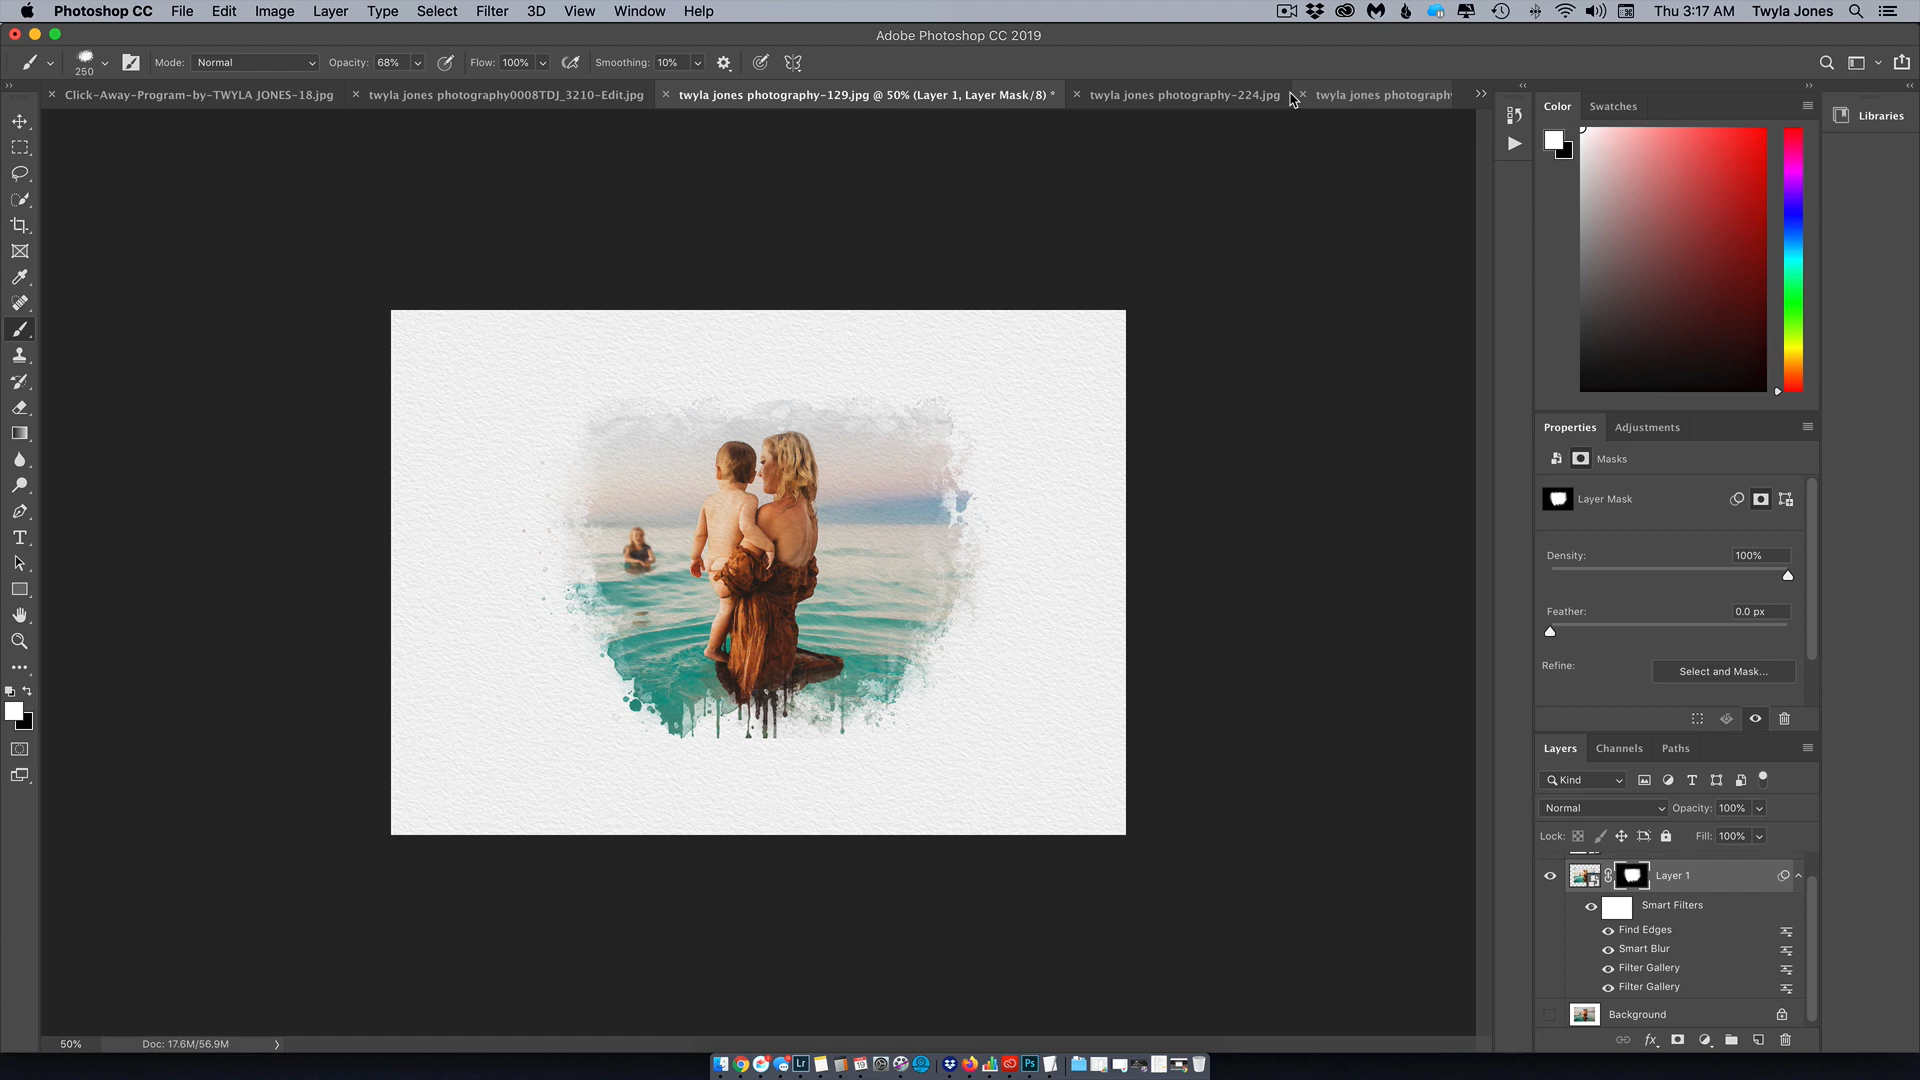 Photoshop CC File Edit Image Layer Type Select Filter 3D View Window Help Thu 3:17 AM Twyla Jones
Adobe Photoshop CC 2019
250 Mode: Normal Opacity: 68% Flow: 100% Smoothing: 10%
Click-Away-Program-by-TWYLA JONES-18.jpg twyla jones photography0008TDJ_3210-Edit.jpg twyla jones photography-129.jpg @ 50% (Layer 1, Layer Mask/8) * twyla jones photography-224.jpg twyla jones photography
Color Swatches
Libraries
Properties Adjustments
Masks
Layer Mask
Density: 100%
Feather: 0.0 px
Refine: Select and Mask...
Layers Channels Paths
Kind
Normal Opacity: 100%
Lock: Fill: 100%
Layer 1
Smart Filters
Find Edges
Smart Blur
Filter Gallery
Filter Gallery
Background
50% Doc: 17.6M/56.9M